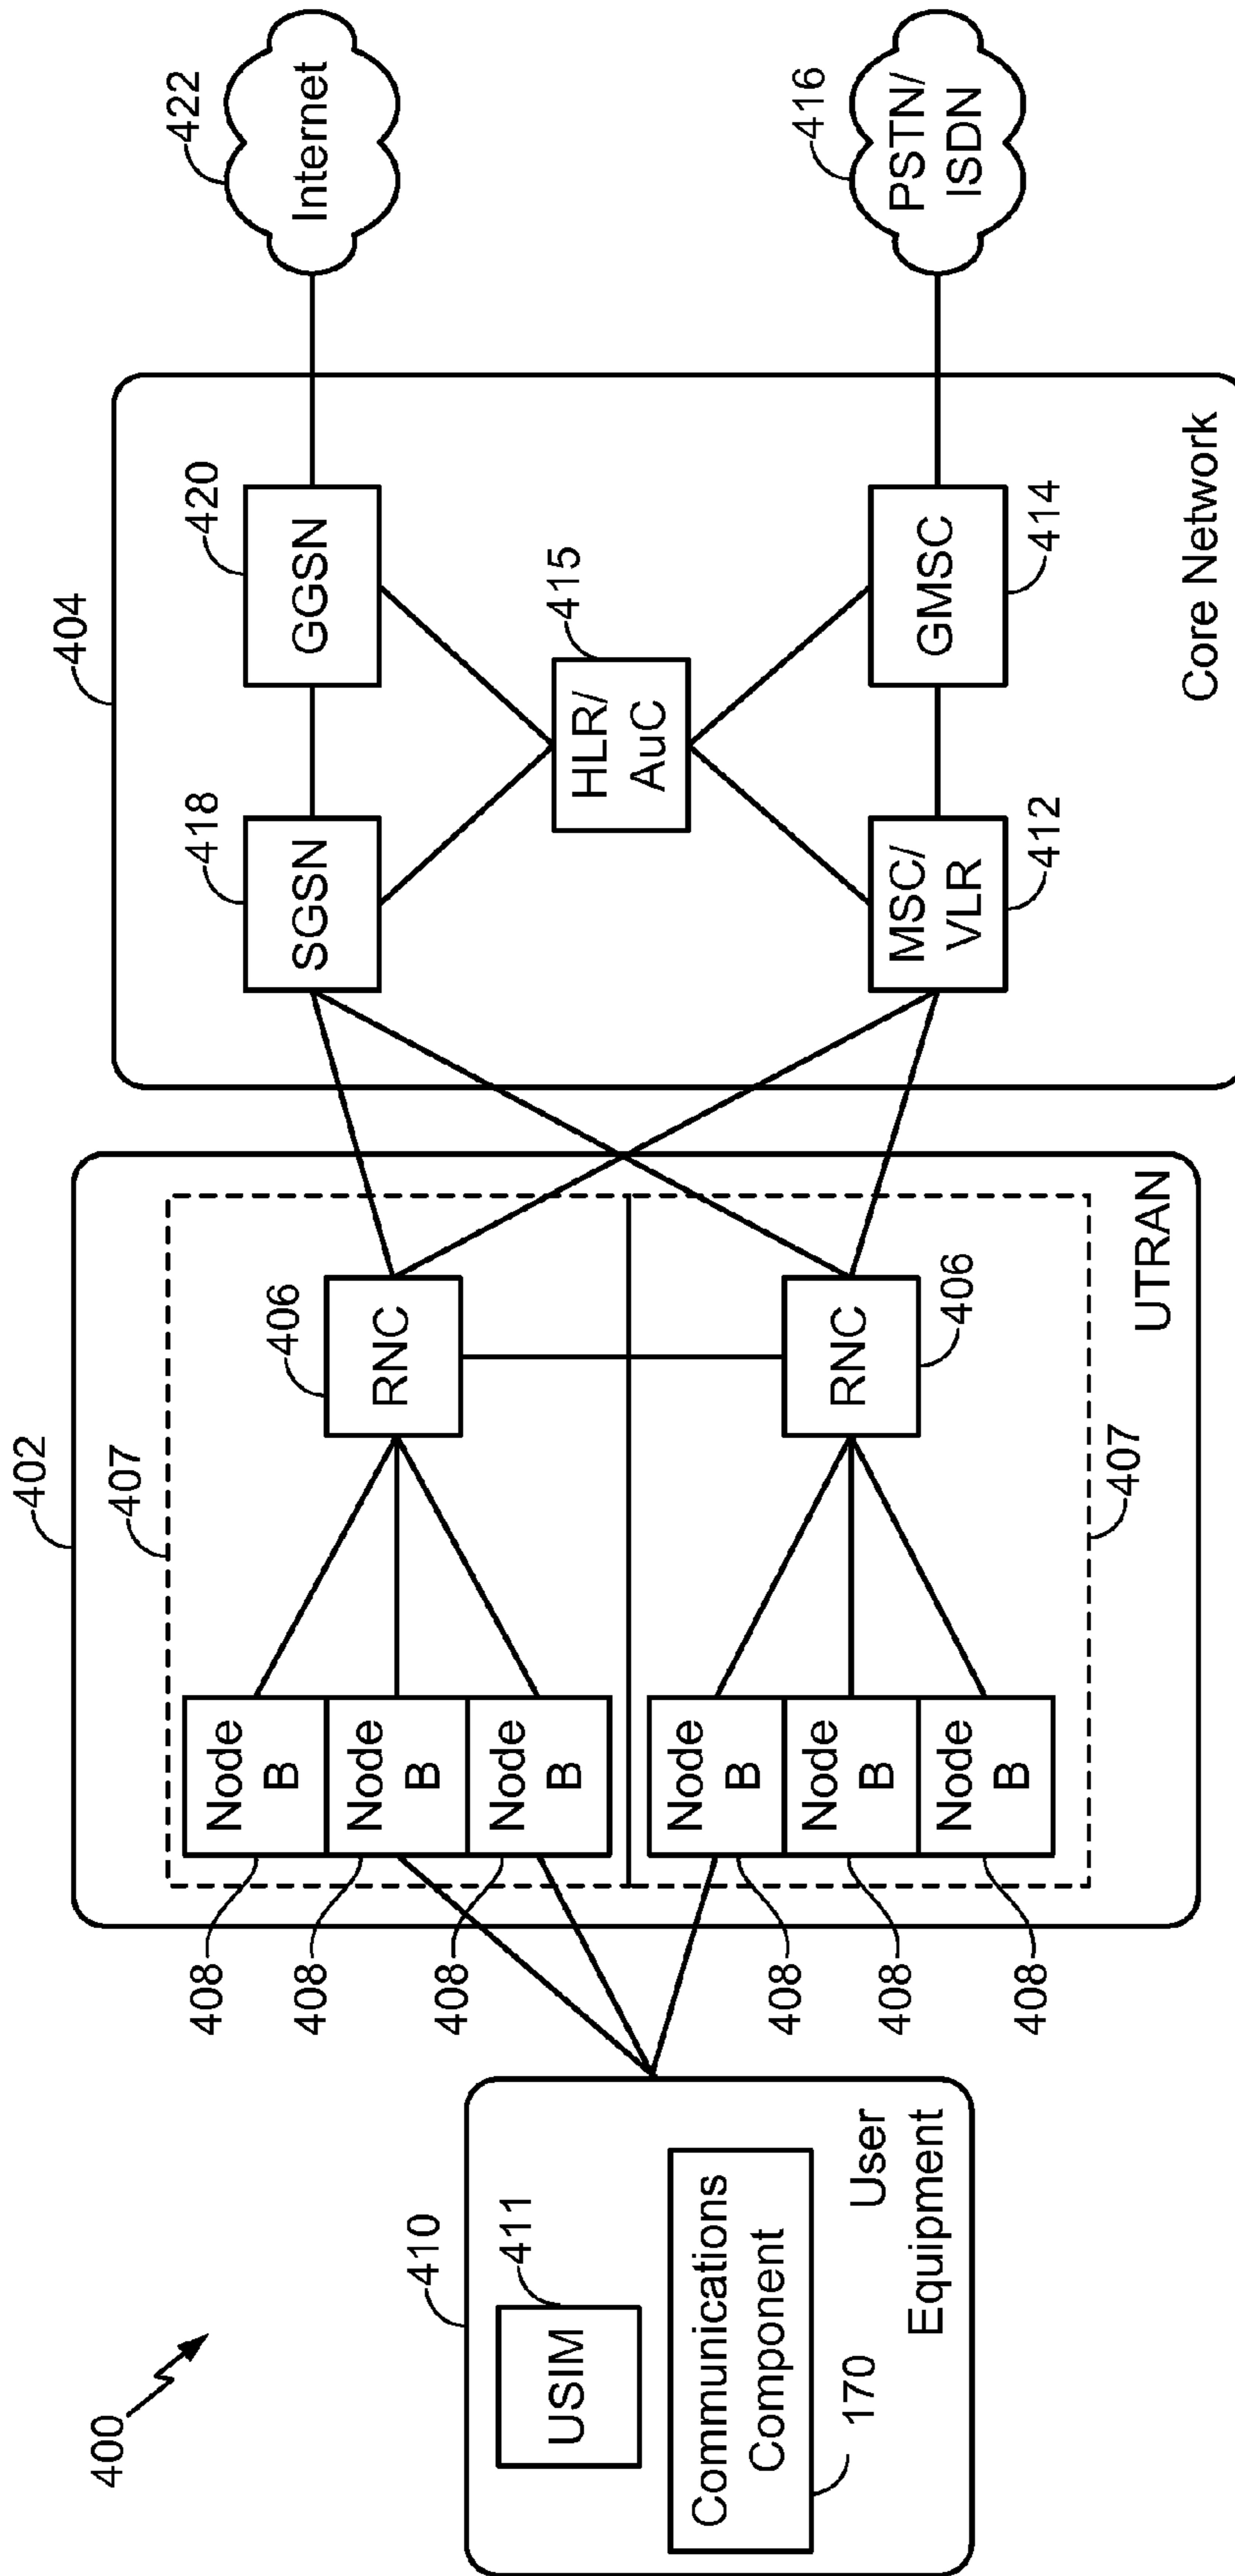 400
410
USIM
411
Communications
Component
170
User
Equipment
402
407
408
Node
B
408
Node
B
408
Node
B
406
RNC
408
Node
B
408
Node
B
408
Node
B
RNC
406
407
UTRAN
404
418
SGSN
420
GGSN
HLR/
AuC
415
MSC/
VLR
412
GMSC
414
Core Network
422
Internet
416
PSTN/
ISDN